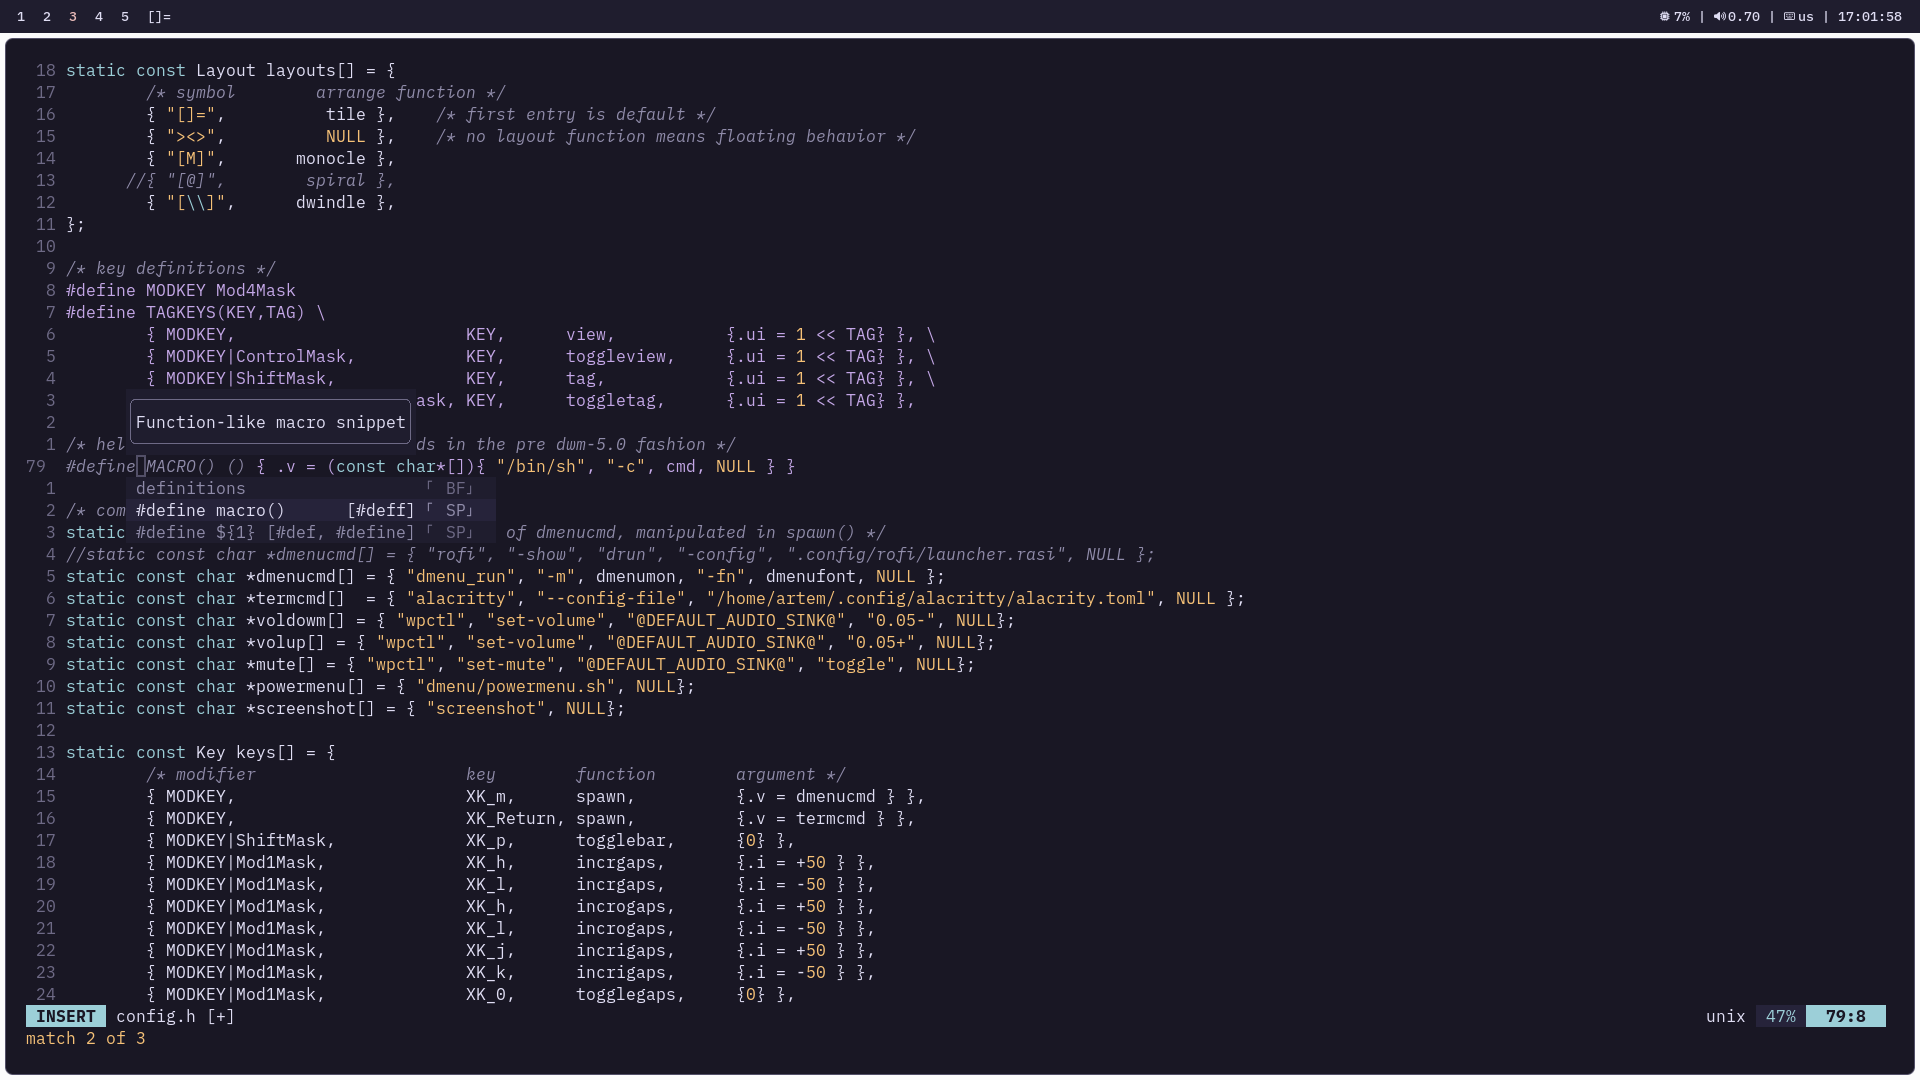 1 2 3 4 5 []= 7% | 0.70 | us | 17:01:58
18 static const Layout layouts[] = {
17 /* symbol arrange function */
16 { "[]=", tile }, /* first entry is default */
15 { "><>", NULL }, /* no layout function means floating behavior */
14 { "[M]", monocle },
13 //{ "[@]", spiral },
12 { "[\\]", dwindle },
11 };
10
9 /* key definitions */
8 #define MODKEY Mod4Mask
7 #define TAGKEYS(KEY,TAG) \
6 { MODKEY, KEY, view, {.ui = 1 << TAG} }, \
5 { MODKEY|ControlMask, KEY, toggleview, {.ui = 1 << TAG} }, \
4 { MODKEY|ShiftMask, KEY, tag, {.ui = 1 << TAG} }, \
3 ask, KEY, toggletag, {.ui = 1 << TAG} },
2 Function-like macro snippet
1 /* hel ds in the pre dwm-5.0 fashion */
79 #define MACRO() () { .v = (const char*[]){ "/bin/sh", "-c", cmd, NULL } }
1 definitions 「 BF」
2 /* com #define macro() [#deff] 「 SP」
3 static #define ${1} [#def, #define] 「 SP」 of dmenucmd, manipulated in spawn() */
4 //static const char *dmenucmd[] = { "rofi", "-show", "drun", "-config", ".config/rofi/launcher.rasi", NULL };
5 static const char *dmenucmd[] = { "dmenu_run", "-m", dmenumon, "-fn", dmenufont, NULL };
6 static const char *termcmd[] = { "alacritty", "--config-file", "/home/artem/.config/alacritty/alacrity.toml", NULL };
7 static const char *voldowm[] = { "wpctl", "set-volume", "@DEFAULT_AUDIO_SINK@", "0.05-", NULL};
8 static const char *volup[] = { "wpctl", "set-volume", "@DEFAULT_AUDIO_SINK@", "0.05+", NULL};
9 static const char *mute[] = { "wpctl", "set-mute", "@DEFAULT_AUDIO_SINK@", "toggle", NULL};
10 static const char *powermenu[] = { "dmenu/powermenu.sh", NULL};
11 static const char *screenshot[] = { "screenshot", NULL};
12
13 static const Key keys[] = {
14 /* modifier key function argument */
15 { MODKEY, XK_m, spawn, {.v = dmenucmd } },
16 { MODKEY, XK_Return, spawn, {.v = termcmd } },
17 { MODKEY|ShiftMask, XK_p, togglebar, {0} },
18 { MODKEY|Mod1Mask, XK_h, incrgaps, {.i = +50 } },
19 { MODKEY|Mod1Mask, XK_l, incrgaps, {.i = -50 } },
20 { MODKEY|Mod1Mask, XK_h, incrogaps, {.i = +50 } },
21 { MODKEY|Mod1Mask, XK_l, incrogaps, {.i = -50 } },
22 { MODKEY|Mod1Mask, XK_j, incrigaps, {.i = +50 } },
23 { MODKEY|Mod1Mask, XK_k, incrigaps, {.i = -50 } },
24 { MODKEY|Mod1Mask, XK_0, togglegaps, {0} },
INSERT config.h [+] unix 47% 79:8
match 2 of 3